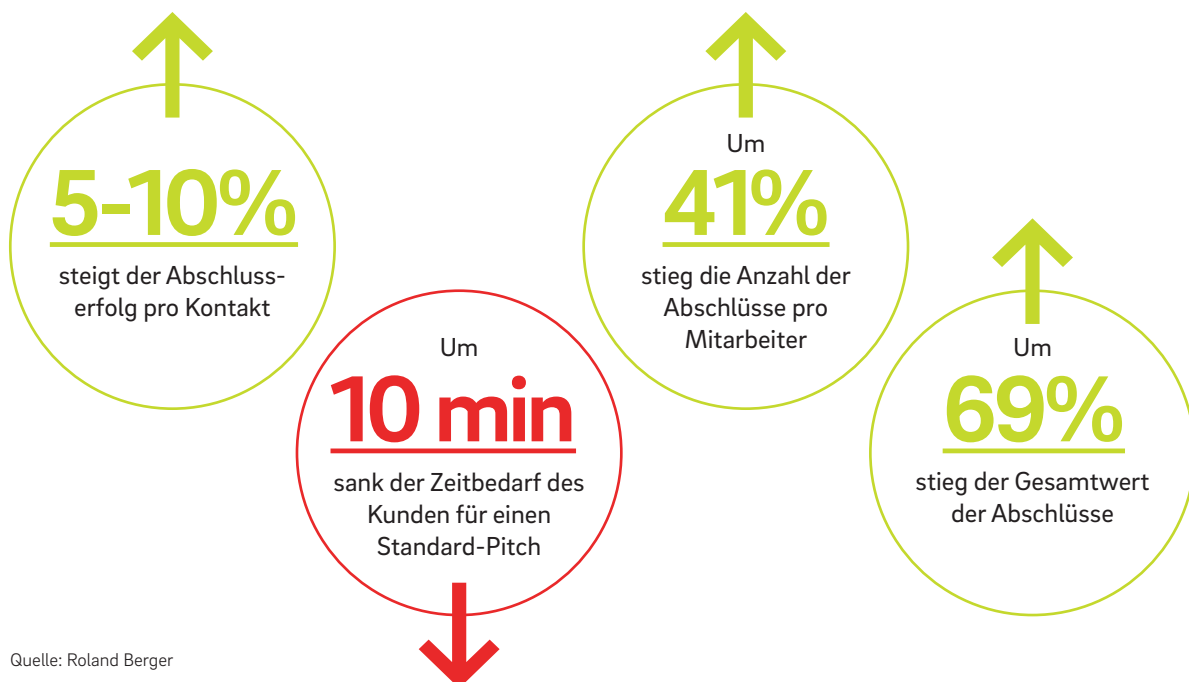 5-10%
steigt der Abschluss-
erfolg pro Kontakt
Um
10 min
sank der Zeitbedarf des
Kunden für einen
Standard-Pitch
Um
41%
stieg die Anzahl der
Abschlüsse pro
Mitarbeiter
Um
69%
stieg der Gesamtwert
der Abschlüsse
Quelle: Roland Berger